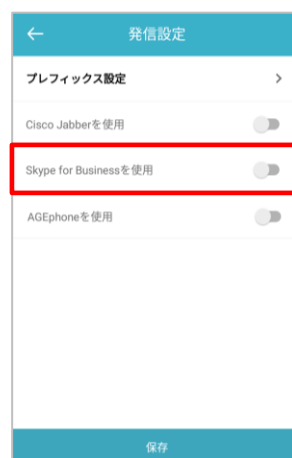 発信設定
プレフィックス設定
Cisco Jabberを使用
Skype for Businessを使用
AGEphoneを使用
保存